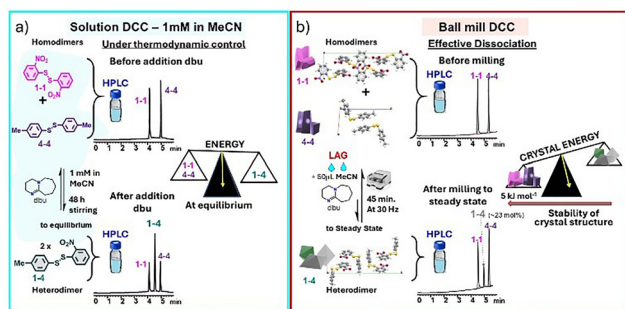 a)
Solution DCC – 1mM in MeCN
Homodimers
Under thermodynamic control
Before addition dbu
NO₂
S
S
1-1
NO₂
+
HPLC
1-1
4-4
Me
S
S
Me
4-4
0 1 2 3 4 5
min
1 mM in
MeCN
dbu
48 h
stirring
to equilibrium
After addition
dbu
ENERGY
1-1
4-4
1-4
At equilibrium
2 x
NO₂
Me
S
S
1-4
Heterodimer
HPLC
1-4
1-1
4-4
0 1 2 3 4 5
min
b)
Ball mill DCC
Homodimers
Effective Dissociation
Before milling
1-1
+
4-4
HPLC
1-1
4-4
0 1 2 3 4 5
min
LAG
+ 50μL MeCN
dbu
45 min.
At 30 Hz
to Steady State
After milling to
steady state
1-4 (~23 mol%)
CRYSTAL ENERGY
5 kJ mol⁻¹
Stability of
crystal structure
1-4
Heterodimer
HPLC
1-1
4-4
0 1 2 3 4 5
min